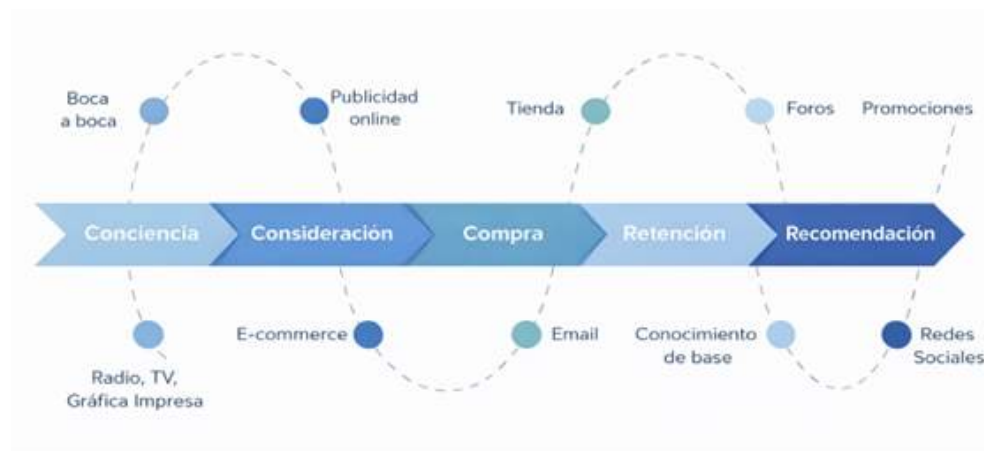 Boca
a boca
Publicidad
online
Tienda
Foros
Promociones
Conciencia
Consideración
Compra
Retención
Recomendación
E-commerce
Email
Conocimiento
de base
Redes
Sociales
Radio, TV,
Gráfica Impresa